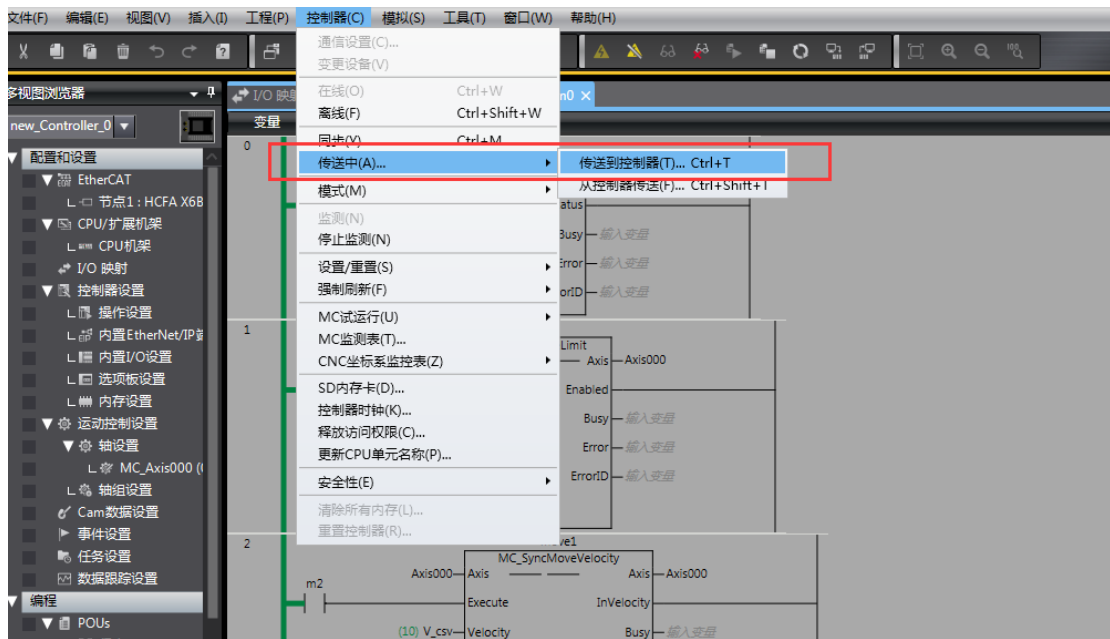 文件(F) 编辑(E) 视图(V) 插入(I) 工程(P) 控制器(C) 模拟(S) 工具(T) 窗口(W) 帮助(H)
多视图浏览器
new_Controller_0
配置和设置
EtherCAT
节点1 : HCFA X6B
CPU/扩展机架
CPU机架
I/O 映射
控制器设置
操作设置
内置EtherNet/IP
内置I/O设置
选项板设置
内存设置
运动控制设置
轴设置
MC_Axis000 (
轴组设置
Cam数据设置
事件设置
任务设置
数据跟踪设置
编程
POUs
通信设置(C)...
变更设备(V)
在线(O) Ctrl+W
离线(F) Ctrl+Shift+W
同步(Y) Ctrl+M
传送中(A)...
模式(M)
监测(N)
停止监测(N)
设置/重置(S)
强制刷新(F)
MC试运行(U)
MC监测表(T)...
CNC坐标系监控表(Z)
SD内存卡(D)...
控制器时钟(K)...
释放访问权限(C)...
更新CPU单元名称(P)...
安全性(E)
清除所有内存(L)...
重置控制器(R)...
传送到控制器(T)... Ctrl+T
从控制器传送(F)... Ctrl+Shift+T
I/O 映
变量
0
atus
Busy 输入变量
Error 输入变量
orID 输入变量
1
Limit
Axis Axis000
Enabled
Busy 输入变量
Error 输入变量
ErrorID 输入变量
2
MC_SyncMoveVelocity
Axis000 Axis Axis Axis000
m2
Execute InVelocity
(10) V_csv Velocity Busy 输入变量